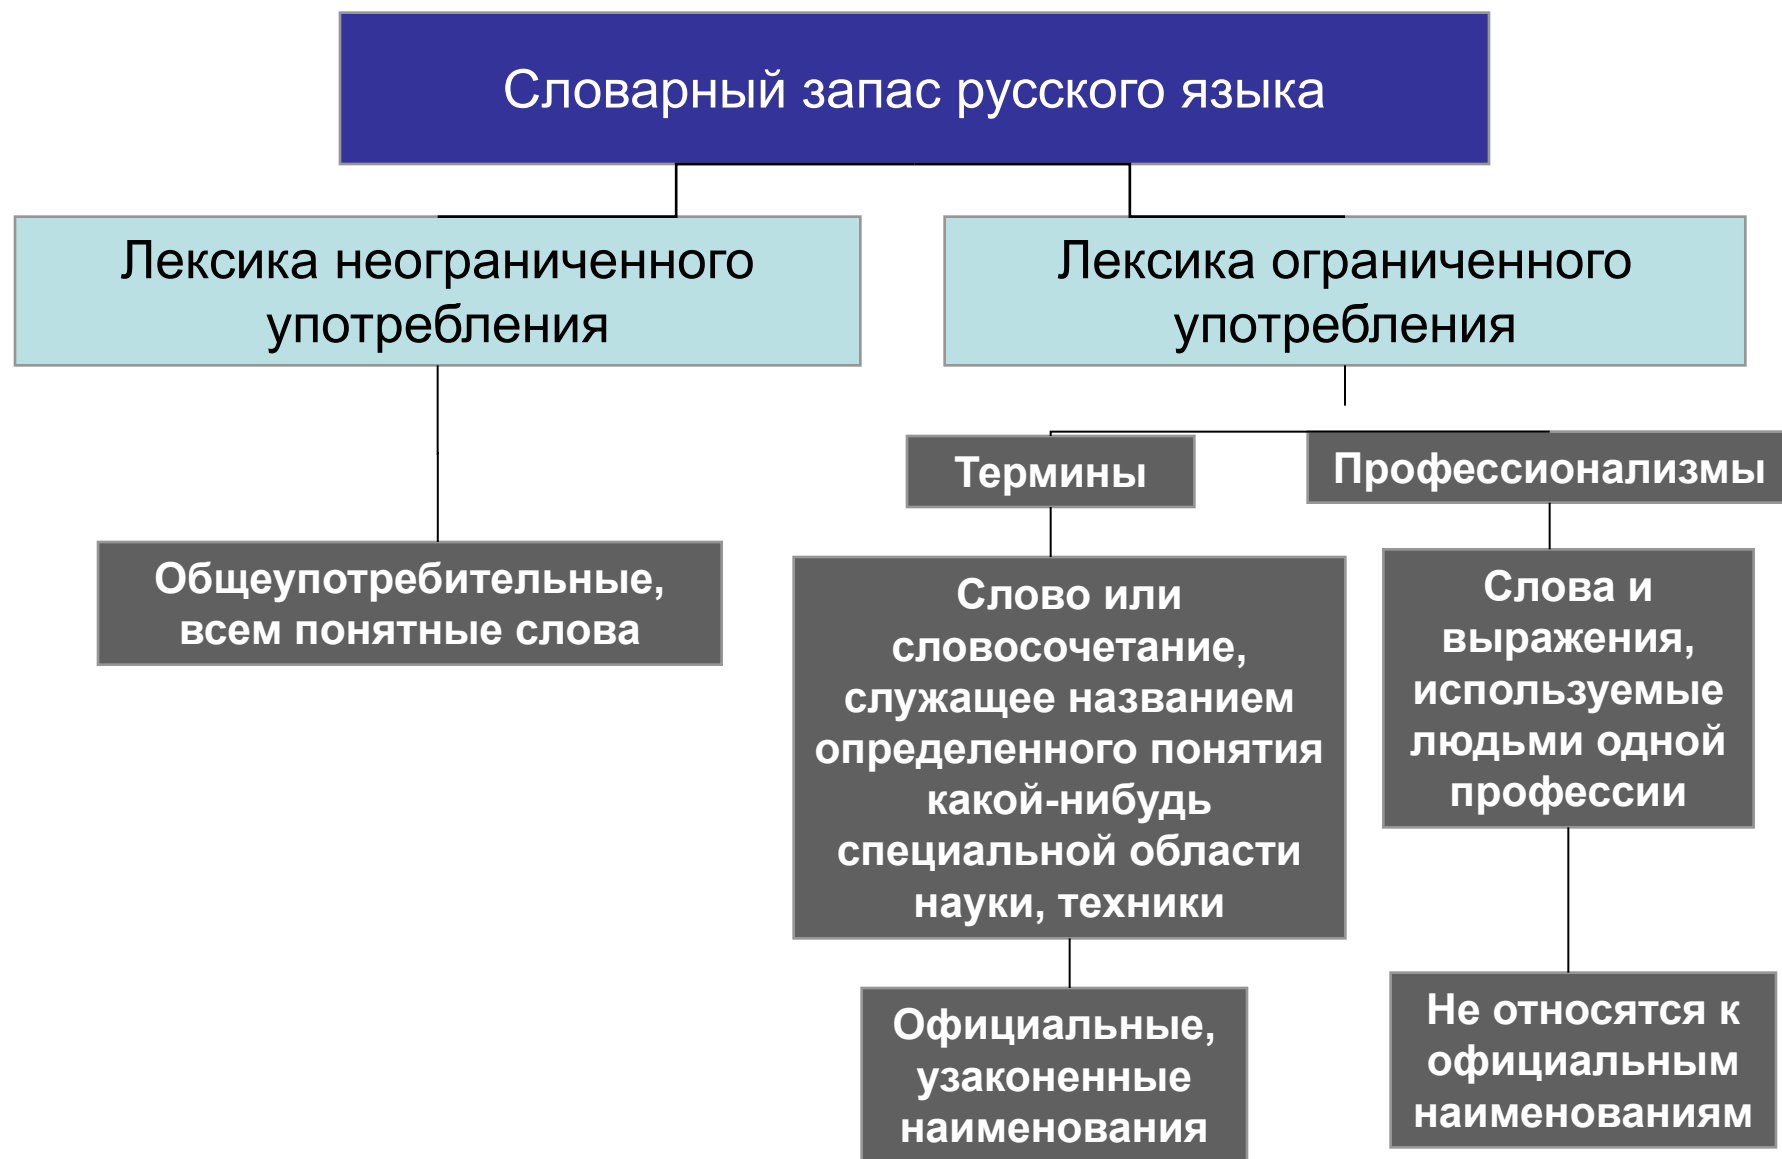 Словарный запас русского языка
Лексика неограниченного
употребления
Лексика ограниченного
употребления
Термины
Профессионализмы
Общеупотребительные,
всем понятные слова
Слово или
словосочетание,
служащее названием
определенного понятия
какой-нибудь
специальной области
науки, техники
Слова и
выражения,
используемые
людьми одной
профессии
Официальные,
узаконенные
наименования
Не относятся к
официальным
наименованиям